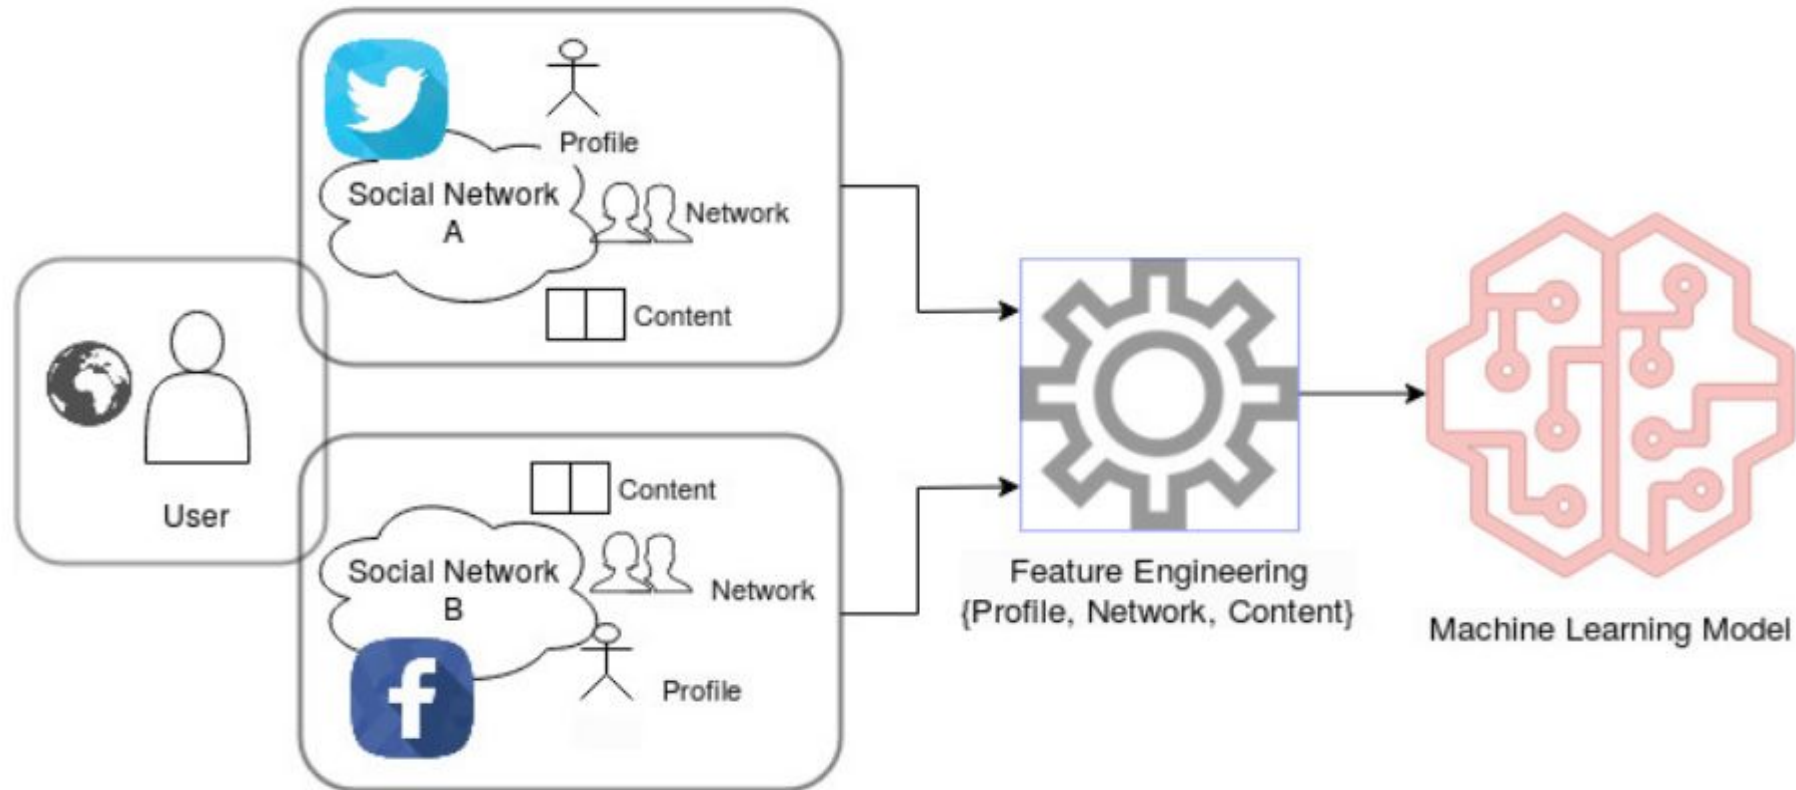 Profile
Social Network
A
Network
Content
User
Content
Social Network
B
Network
Profile
Feature Engineering
{Profile, Network, Content}
Machine Learning Model